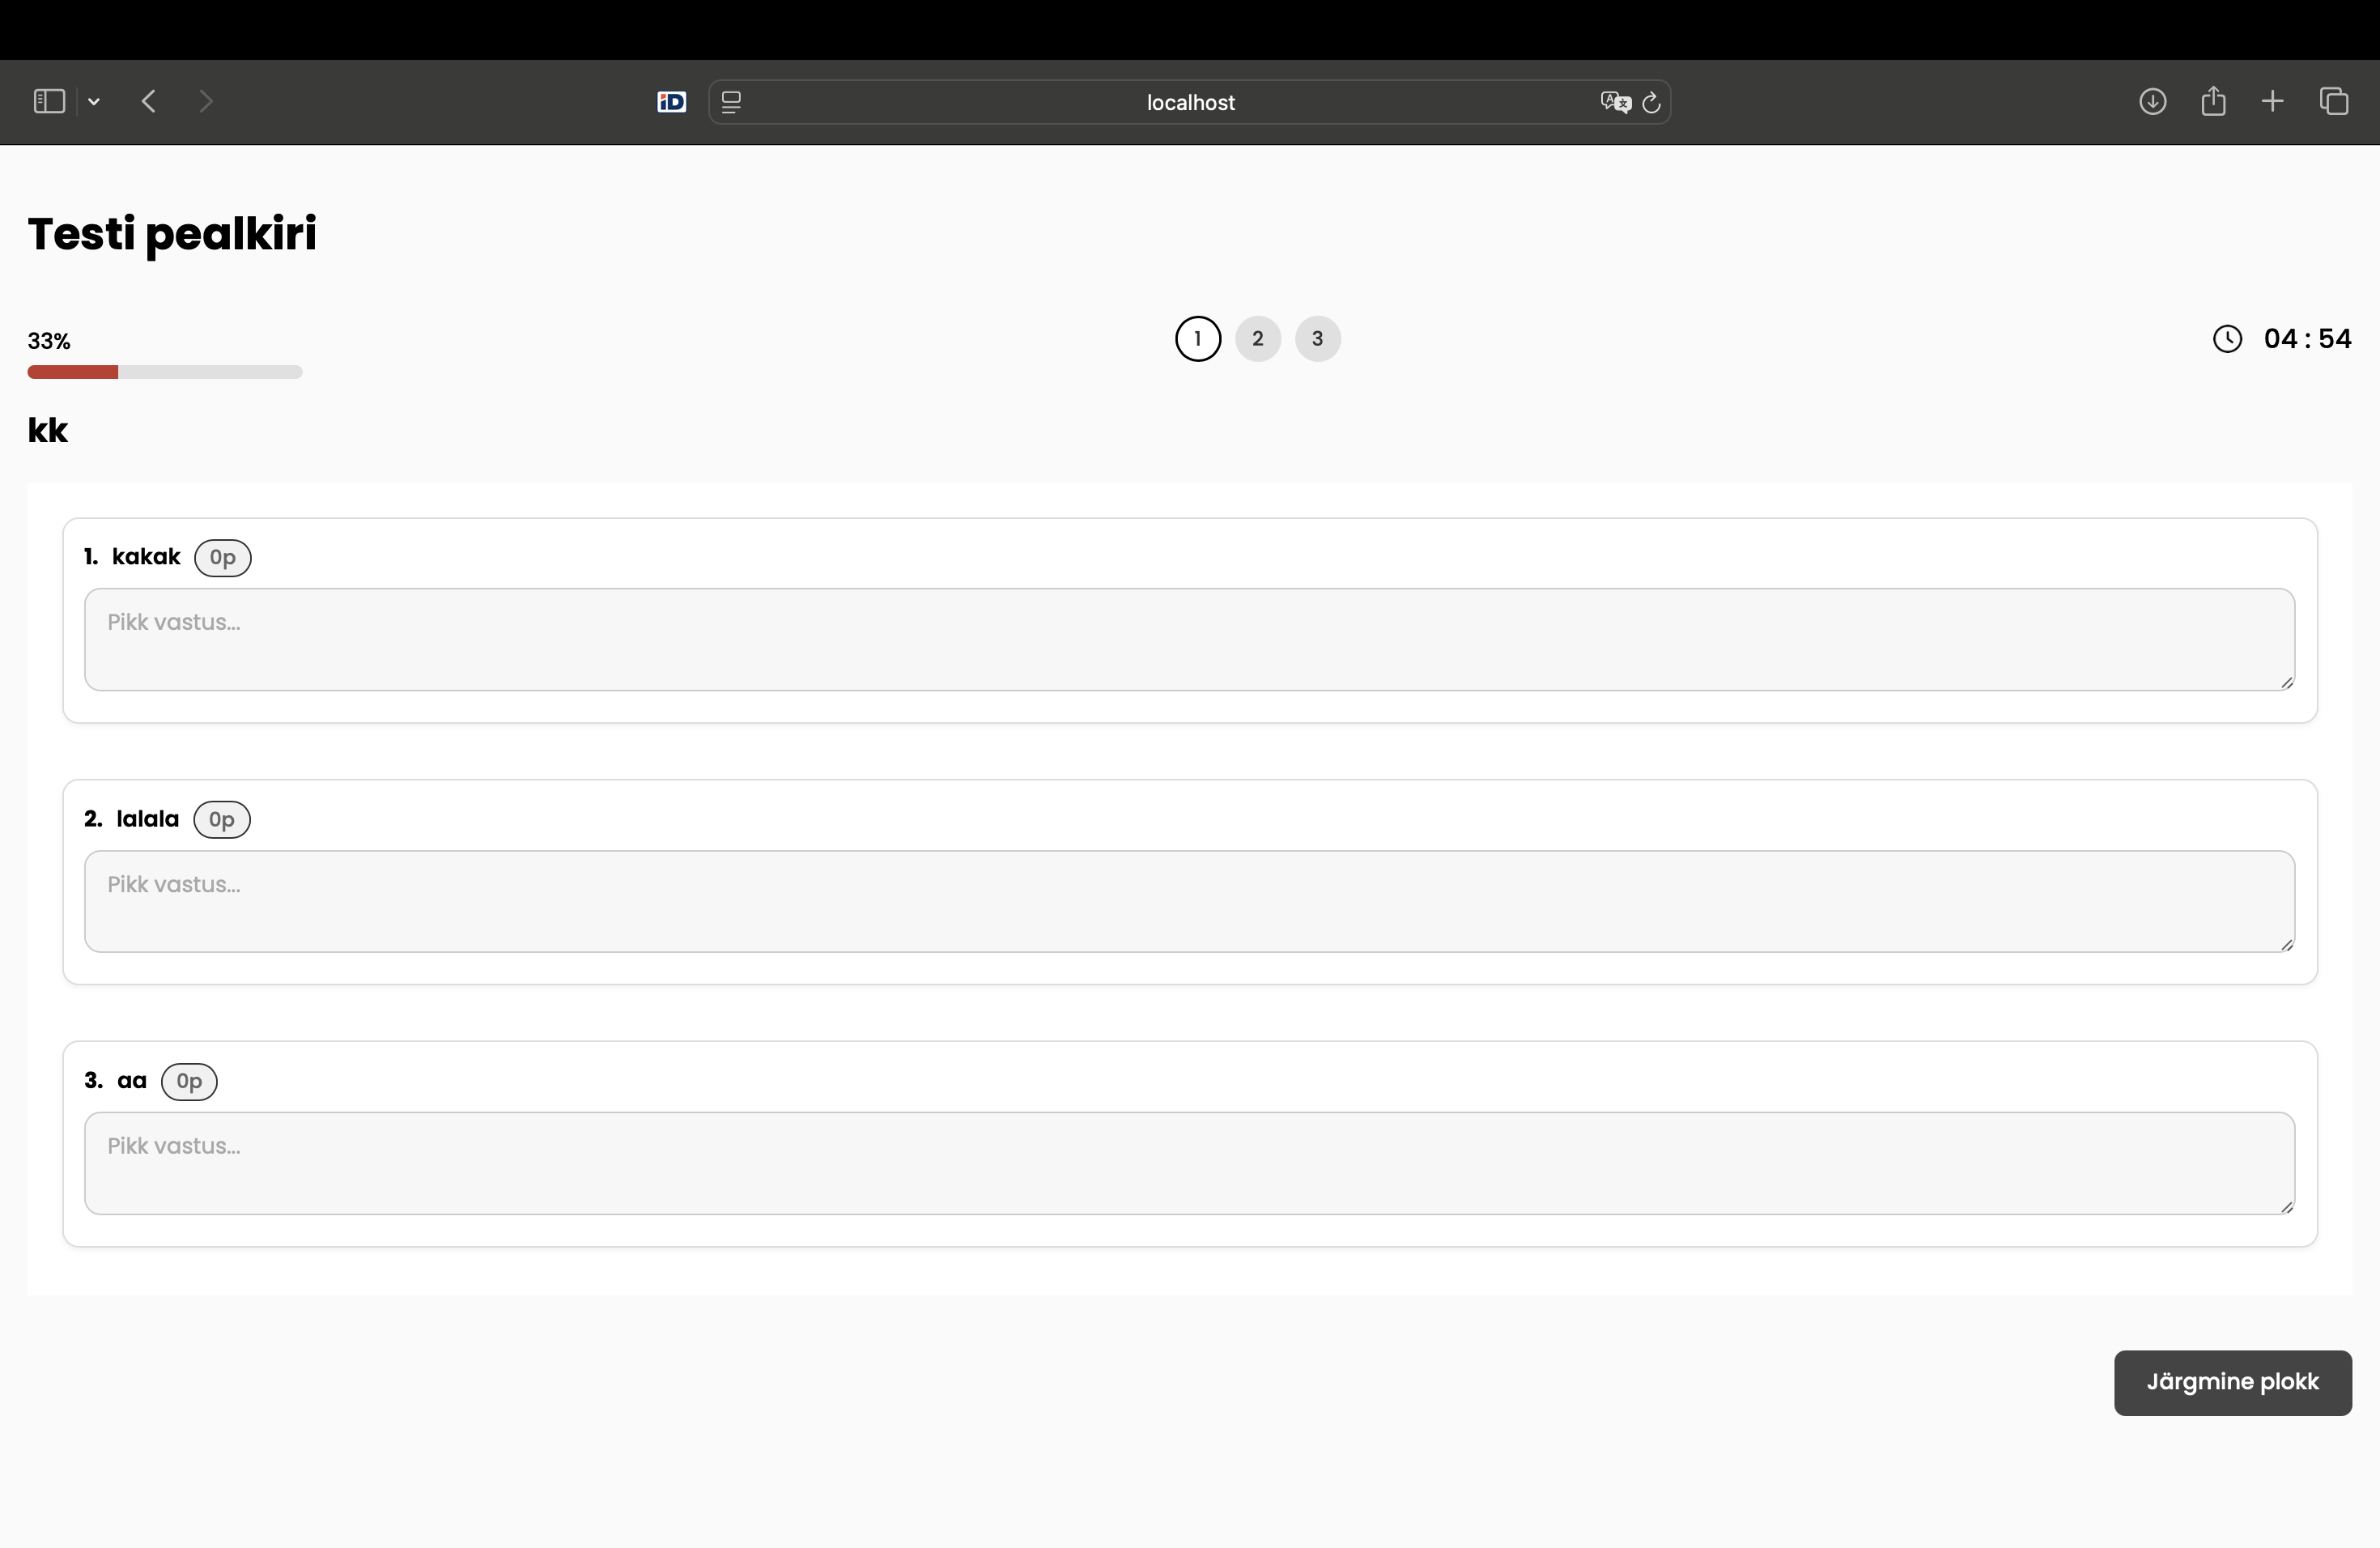 iD
localhost
Testi pealkiri
33%
1 2 3
04 : 54
kk
1. kakak 0p
Pikk vastus...
2. lalala 0p
Pikk vastus...
3. aa 0p
Pikk vastus...
Järgmine plokk